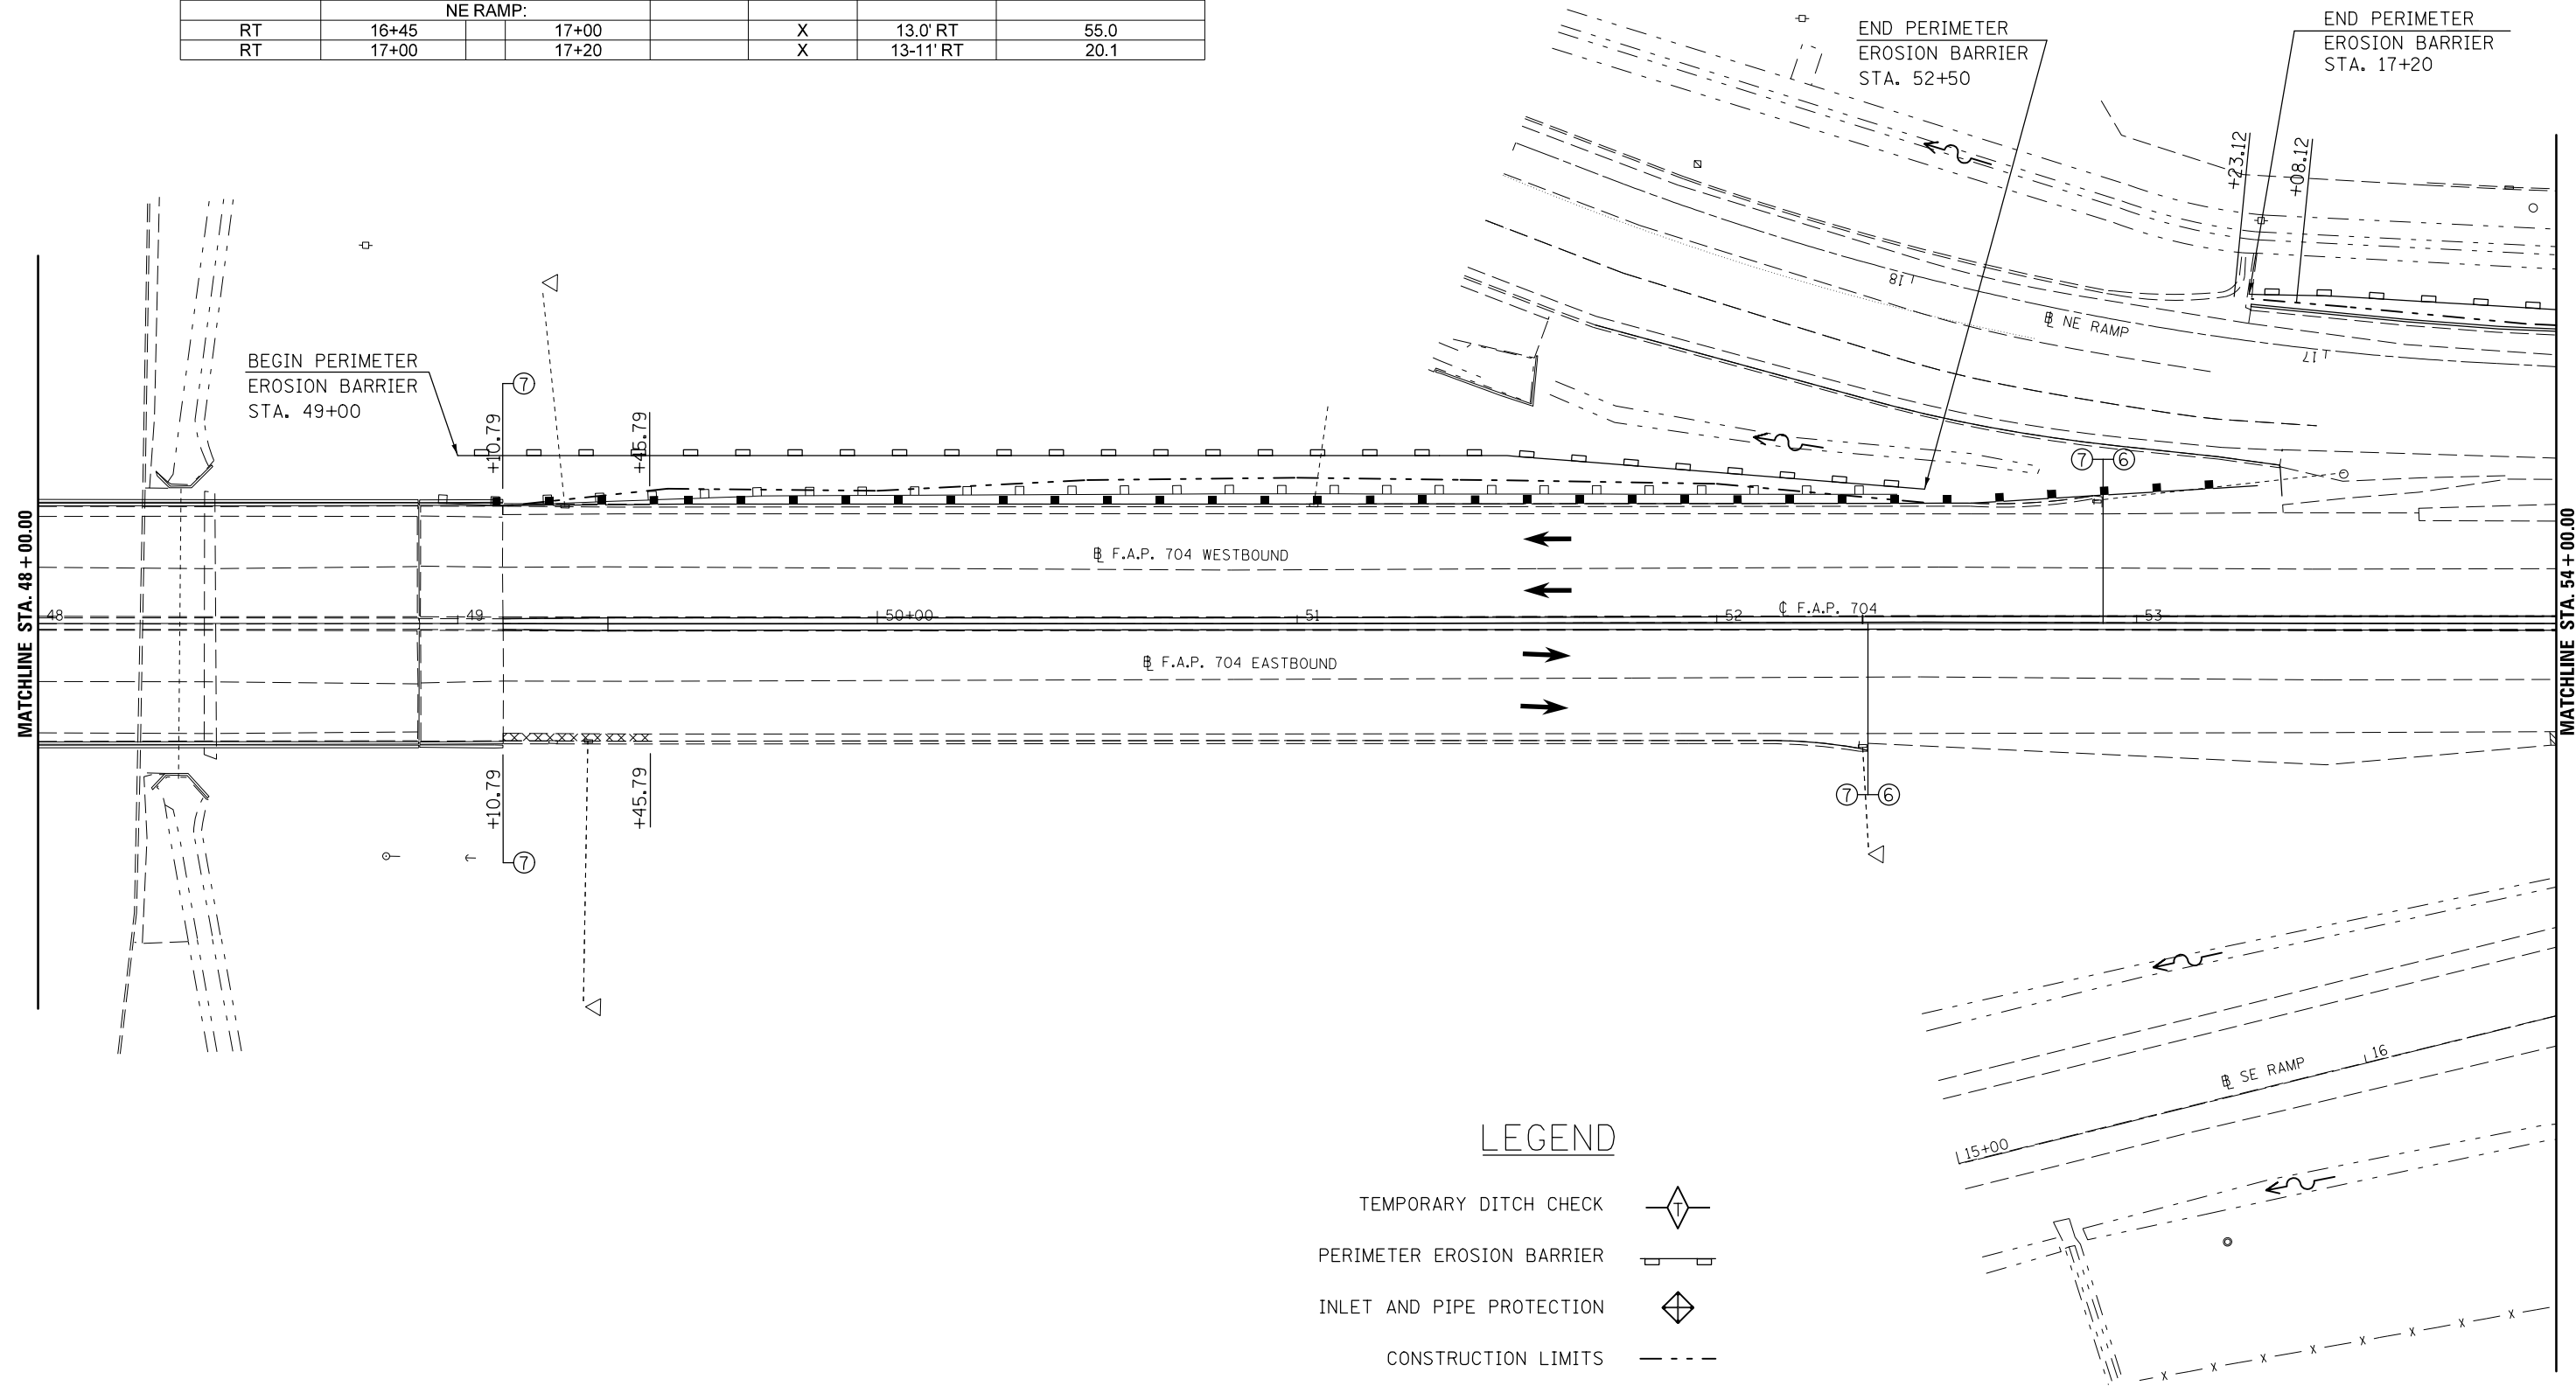 NE RAMP:
RT 16+45 17+00 X 13.0' RT 55.0
RT 17+00 17+20 X 13-11' RT 20.1
END PERIMETER
EROSION BARRIER
STA. 52+50
END PERIMETER
EROSION BARRIER
STA. 17+20
+23.12
+08.12
18
℄ NE RAMP
17
BEGIN PERIMETER
EROSION BARRIER
STA. 49+00
+10.79
7
+45.79
7 6
MATCHLINE STA. 48+00.00
MATCHLINE STA. 54+00.00
F.A.P. 704 WESTBOUND
48
49
50+00
51
52
℄ F.A.P. 704
53
F.A.P. 704 EASTBOUND
+10.79
7
+45.79
7 6
SE RAMP
16
15+00
LEGEND
TEMPORARY DITCH CHECK T
PERIMETER EROSION BARRIER
INLET AND PIPE PROTECTION
CONSTRUCTION LIMITS
X X X X X X X X